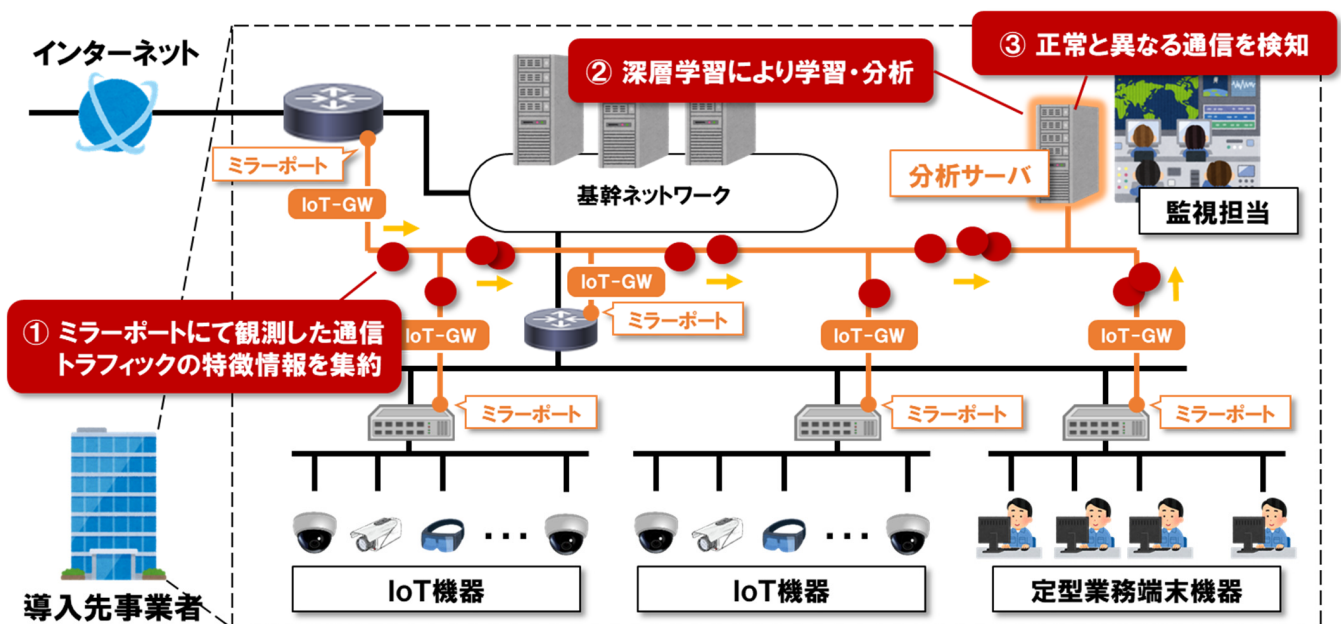 インターネット
② 深層学習により学習・分析
③ 正常と異なる通信を検知
ミラーポート
IoT-GW
基幹ネットワーク
分析サーバ
監視担当
IoT-GW
ミラーポート
① ミラーポートにて観測した通信
トラフィックの特徴情報を集約
IoT-GW
IoT-GW
IoT-GW
ミラーポート
ミラーポート
ミラーポート
・・・
・・・
導入先事業者
IoT機器
IoT機器
定型業務端末機器